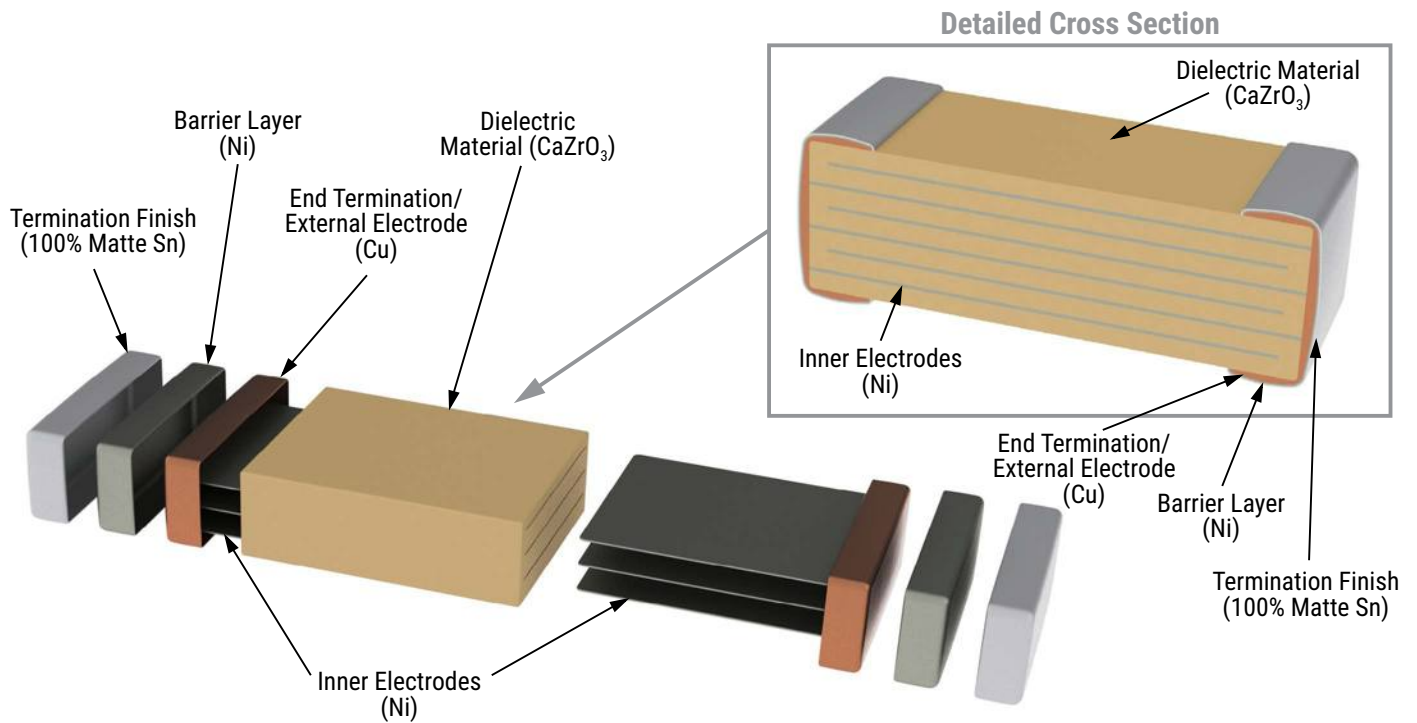 Detailed Cross Section
Dielectric Material
(CaZrO₃)
Barrier Layer
(Ni)
Dielectric
Material (CaZrO₃)
End Termination/
External Electrode
(Cu)
Termination Finish
(100% Matte Sn)
Inner Electrodes
(Ni)
End Termination/
External Electrode
(Cu)
Barrier Layer
(Ni)
Termination Finish
(100% Matte Sn)
Inner Electrodes
(Ni)